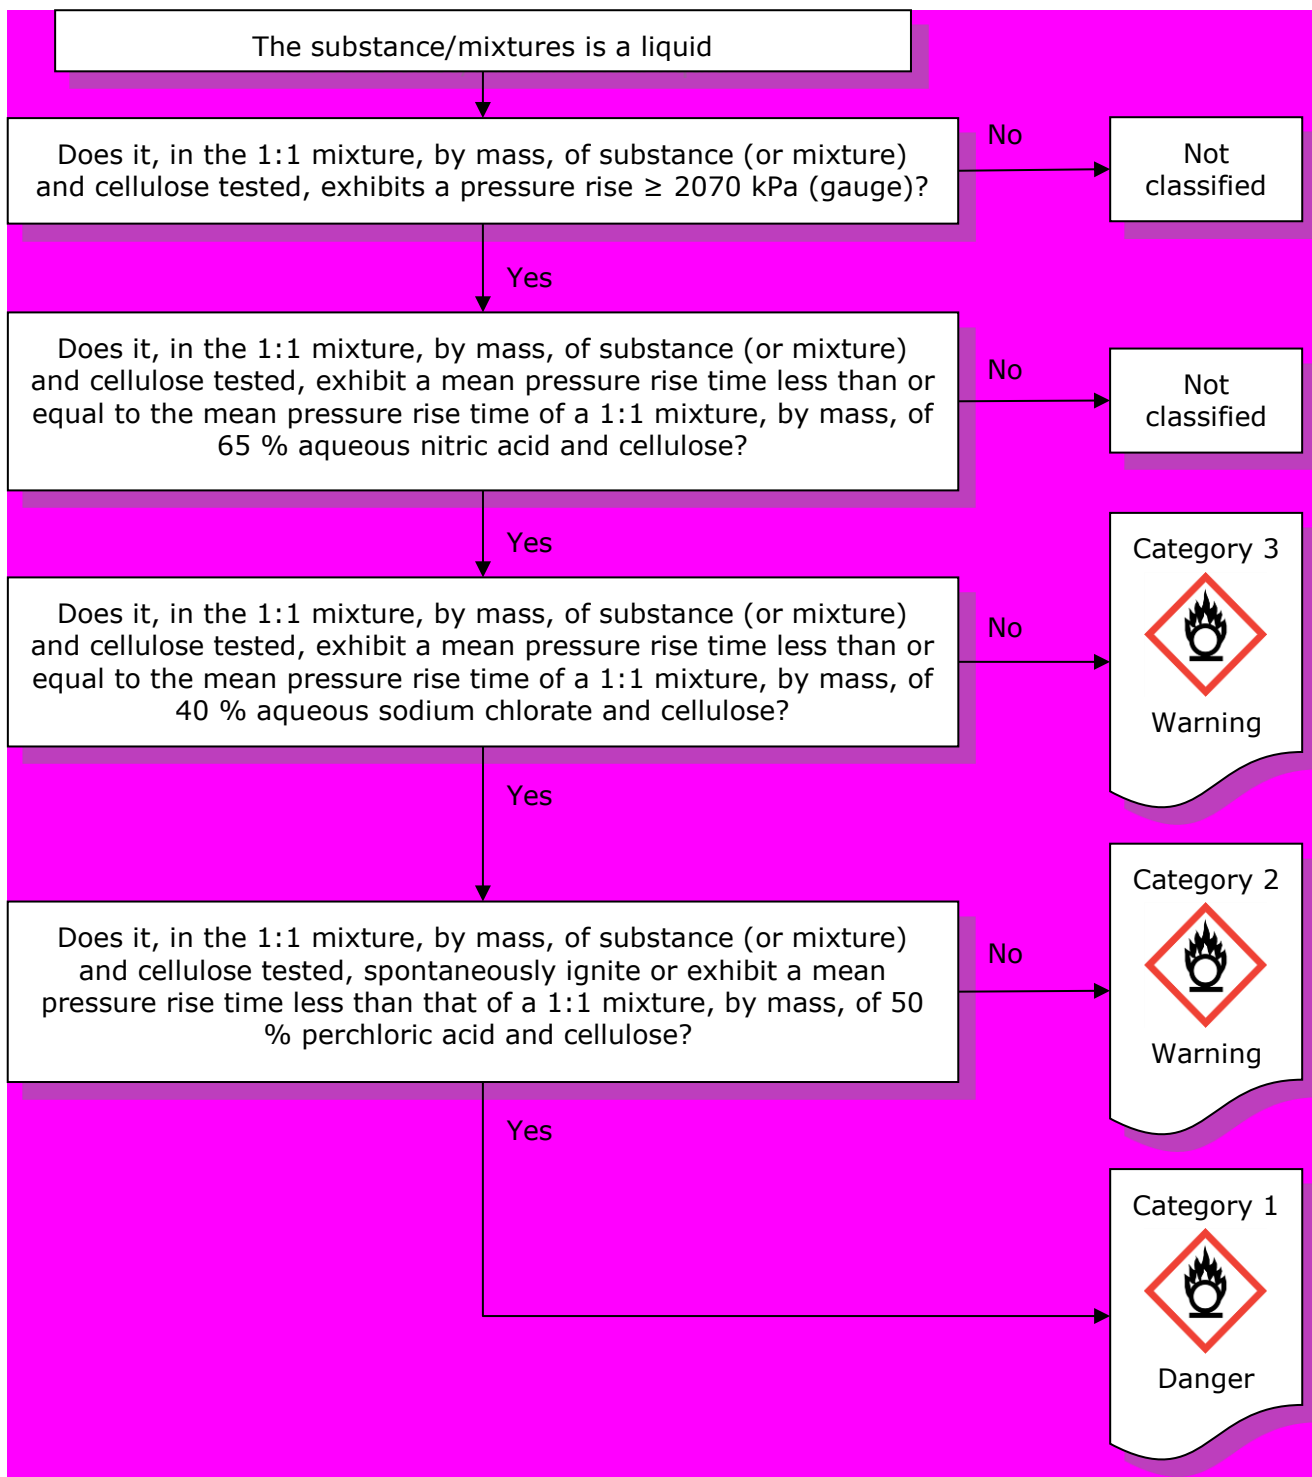 The substance/mixtures is a liquid
Does it, in the 1:1 mixture, by mass, of substance (or mixture)
and cellulose tested, exhibits a pressure rise ≥ 2070 kPa (gauge)?
No
Not
classified
Yes
Does it, in the 1:1 mixture, by mass, of substance (or mixture)
and cellulose tested, exhibit a mean pressure rise time less than or
equal to the mean pressure rise time of a 1:1 mixture, by mass, of
65 % aqueous nitric acid and cellulose?
No
Not
classified
Yes
Does it, in the 1:1 mixture, by mass, of substance (or mixture)
and cellulose tested, exhibit a mean pressure rise time less than or
equal to the mean pressure rise time of a 1:1 mixture, by mass, of
40 % aqueous sodium chlorate and cellulose?
No
Category 3
Warning
Yes
Does it, in the 1:1 mixture, by mass, of substance (or mixture)
and cellulose tested, spontaneously ignite or exhibit a mean
pressure rise time less than that of a 1:1 mixture, by mass, of 50
% perchloric acid and cellulose?
No
Category 2
Warning
Yes
Category 1
Danger